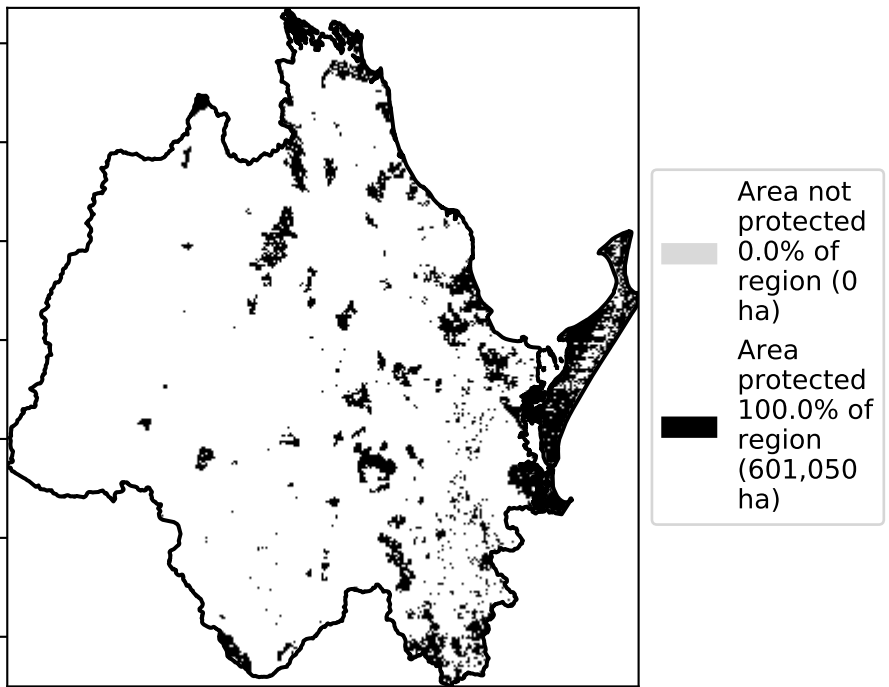 Area not
protected
0.0% of
region (0
ha)
Area
protected
100.0% of
region
(601,050
ha)